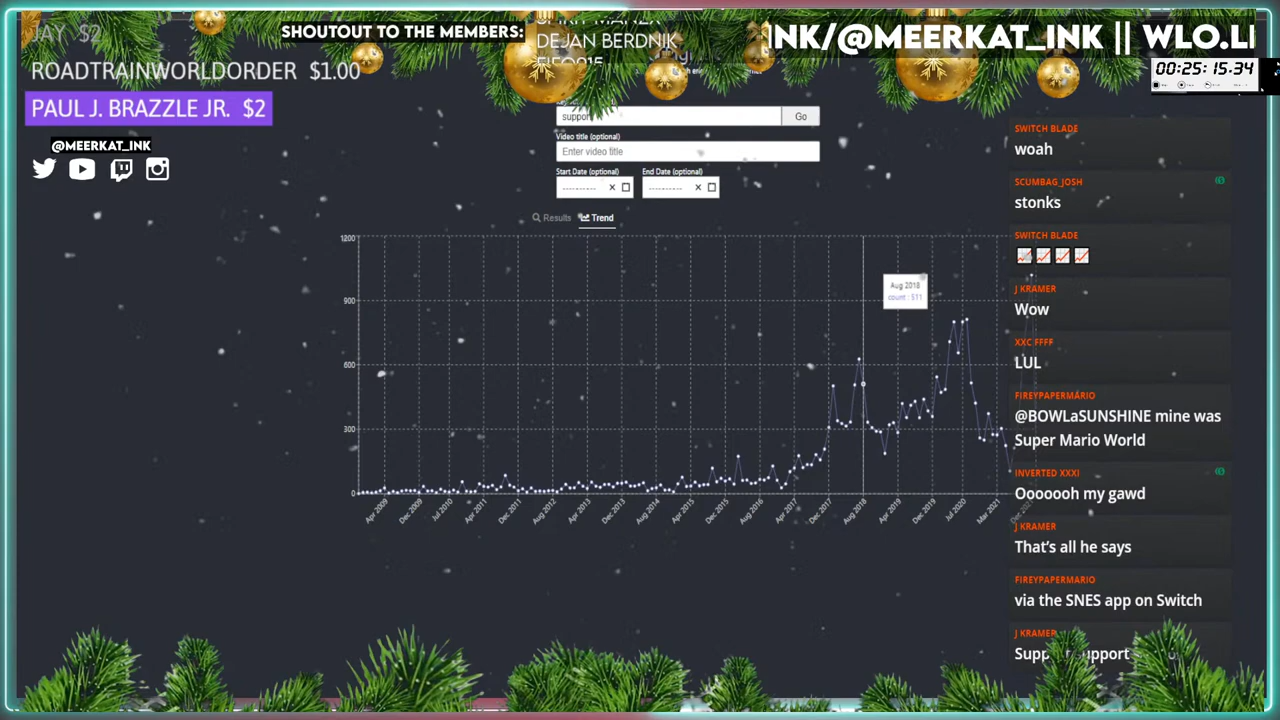 JAY $2
SHOUTOUT TO THE MEMBERS:
DEJAN BERDNIK
INK/@MEERKAT_INK || WLO.LI
ROADTRAINWORLDORDER $1.00
00:25:15.34
PAUL J. BRAZZLE JR. $2
@MEERKAT_INK
support
Go
Video title (optional)
Enter video title
Start Date (optional)
End Date (optional)
Results
Trend
1200
900
600
300
0
Aug 2018
count : 511
Apr 2009
Dec 2009
Jul 2010
Apr 2011
Dec 2011
Aug 2012
Apr 2013
Dec 2013
Aug 2014
Apr 2015
Dec 2015
Aug 2016
Apr 2017
Dec 2017
Aug 2018
Apr 2019
Dec 2019
Jul 2020
Mar 2021
SWITCH BLADE
woah
SCUMBAG_JOSH
stonks
SWITCH BLADE
J KRAMER
Wow
XXC FFFF
LUL
FIREYPAPERMARIO
@BOWLaSUNSHINE mine was
Super Mario World
INVERTED XXXI
Ooooooh my gawd
J KRAMER
That's all he says
FIREYPAPERMARIO
via the SNES app on Switch
J KRAMER